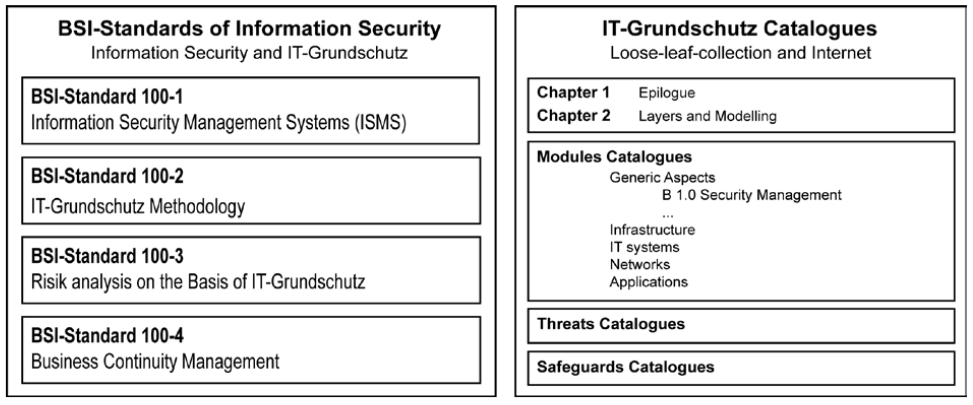 BSI-Standards of Information Security
Information Security and IT-Grundschutz
BSI-Standard 100-1
Information Security Management Systems (ISMS)
BSI-Standard 100-2
IT-Grundschutz Methodology
BSI-Standard 100-3
Risik analysis on the Basis of IT-Grundschutz
BSI-Standard 100-4
Business Continuity Management
IT-Grundschutz Catalogues
Loose-leaf-collection and Internet
Chapter 1 Epilogue
Chapter 2 Layers and Modelling
Modules Catalogues
Generic Aspects
B 1.0 Security Management
...
Infrastructure
IT systems
Networks
Applications
Threats Catalogues
Safeguards Catalogues